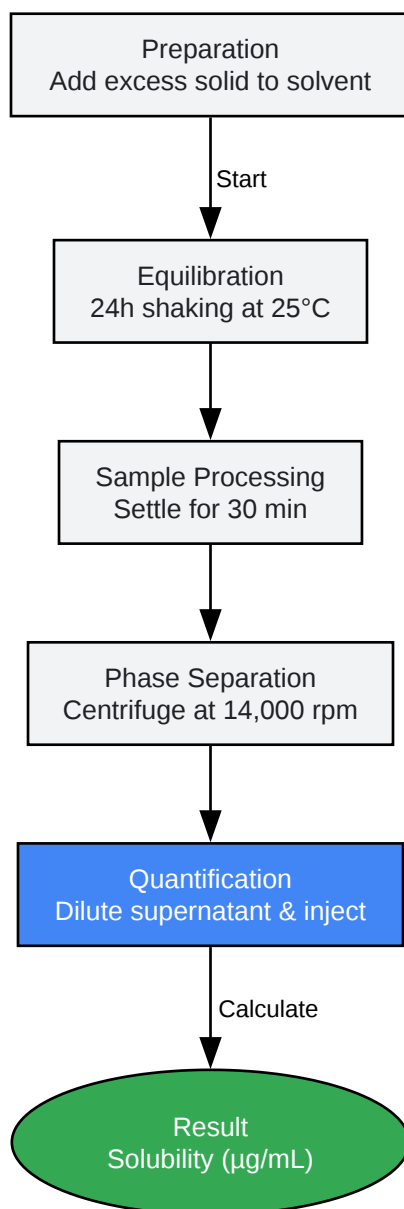 Preparation
Add excess solid to solvent
Start
Equilibration
24h shaking at 25°C
Sample Processing
Settle for 30 min
Phase Separation
Centrifuge at 14,000 rpm
Quantification
Dilute supernatant & inject
Calculate
Result
Solubility (µg/mL)